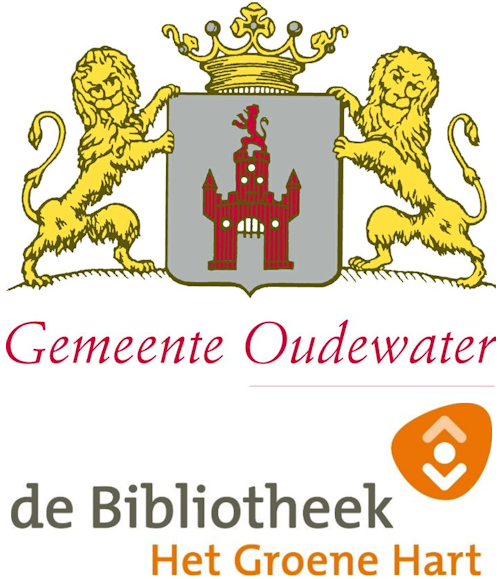 Gemeente Oudewater
de Bibliotheek
Het Groene Hart